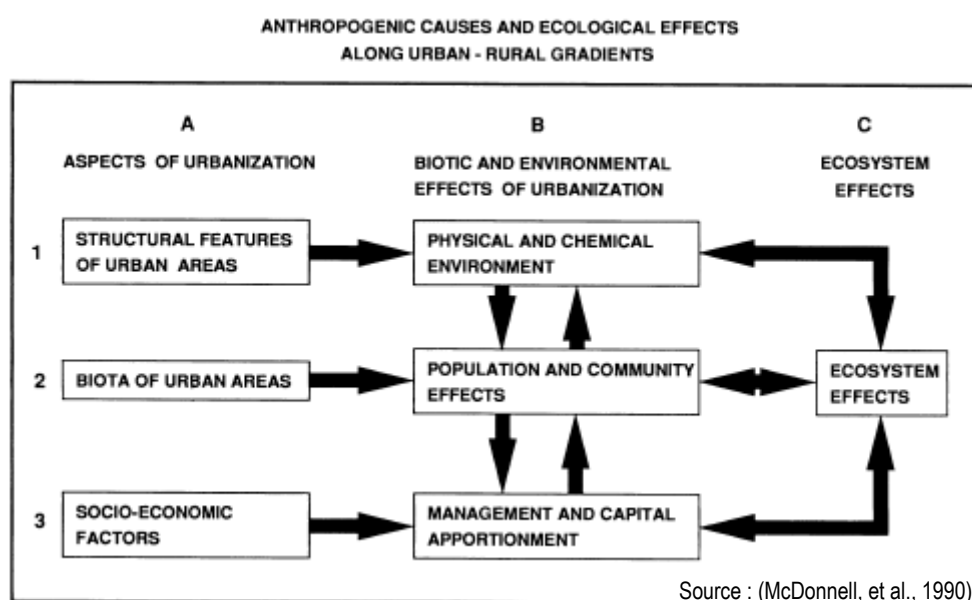 ANTHROPOGENIC CAUSES AND ECOLOGICAL EFFECTS
ALONG URBAN - RURAL GRADIENTS
A
B
C
ASPECTS OF URBANIZATION
BIOTIC AND ENVIRONMENTAL
EFFECTS OF URBANIZATION
ECOSYSTEM
EFFECTS
1
STRUCTURAL FEATURES
OF URBAN AREAS
PHYSICAL AND CHEMICAL
ENVIRONMENT
2
BIOTA OF URBAN AREAS
POPULATION AND COMMUNITY
EFFECTS
ECOSYSTEM
EFFECTS
3
SOCIO-ECONOMIC
FACTORS
MANAGEMENT AND CAPITAL
APPORTIONMENT
Source : (McDonnell, et al., 1990)